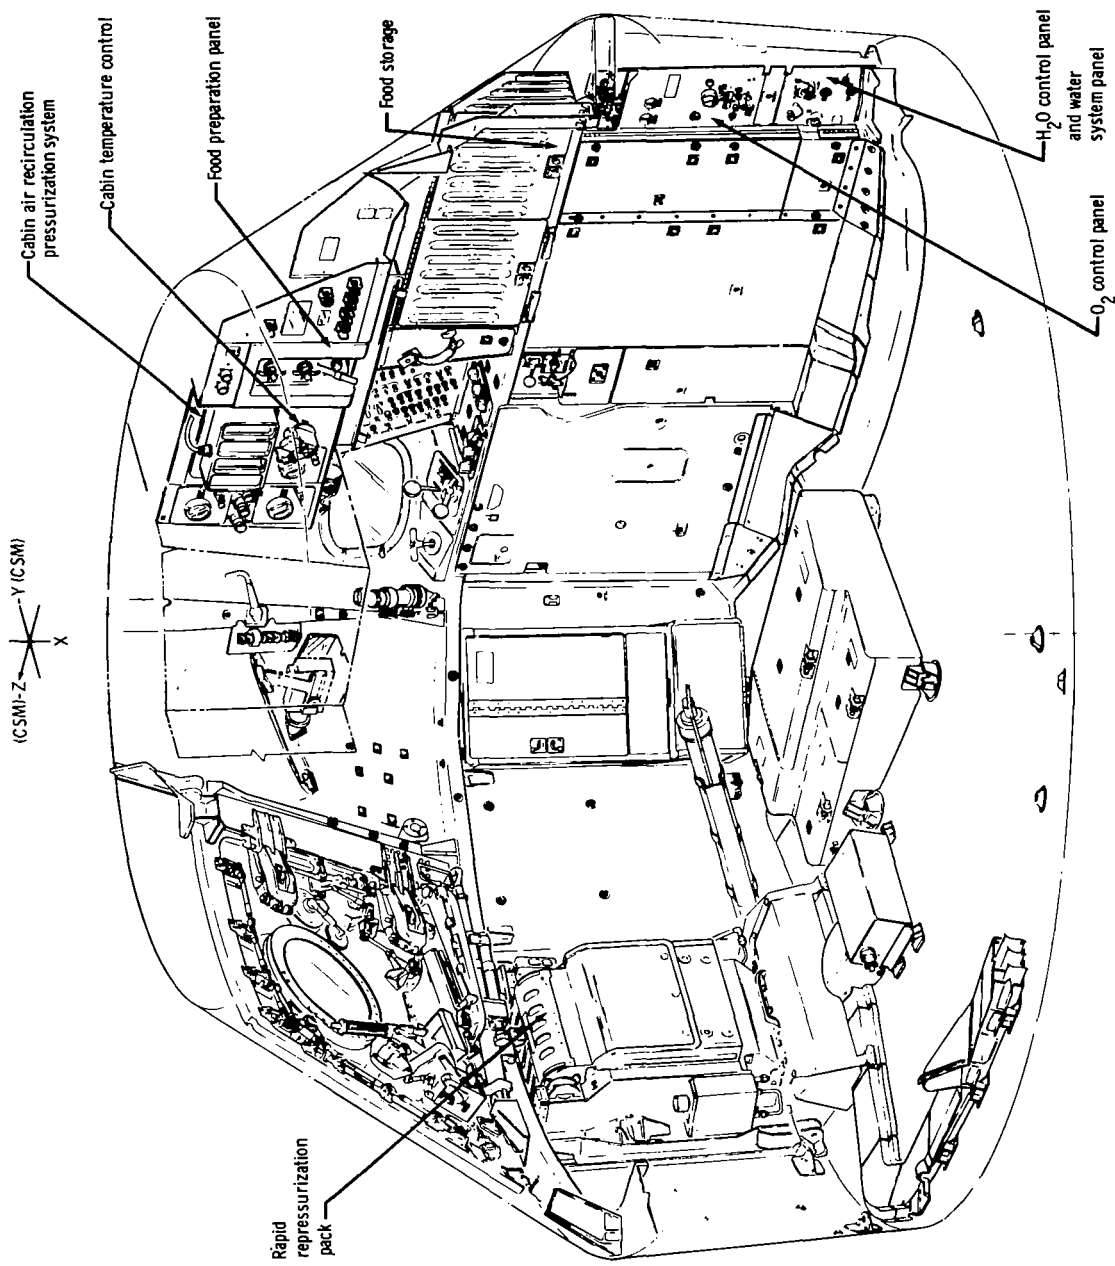 (CSM)-Z
-Y (CSM)
X
Cabin air recirculation
pressurization system
Cabin temperature control
Food preparation panel
Food storage
H2O control panel
and water
system panel
O2 control panel
Rapid
repressurization
pack